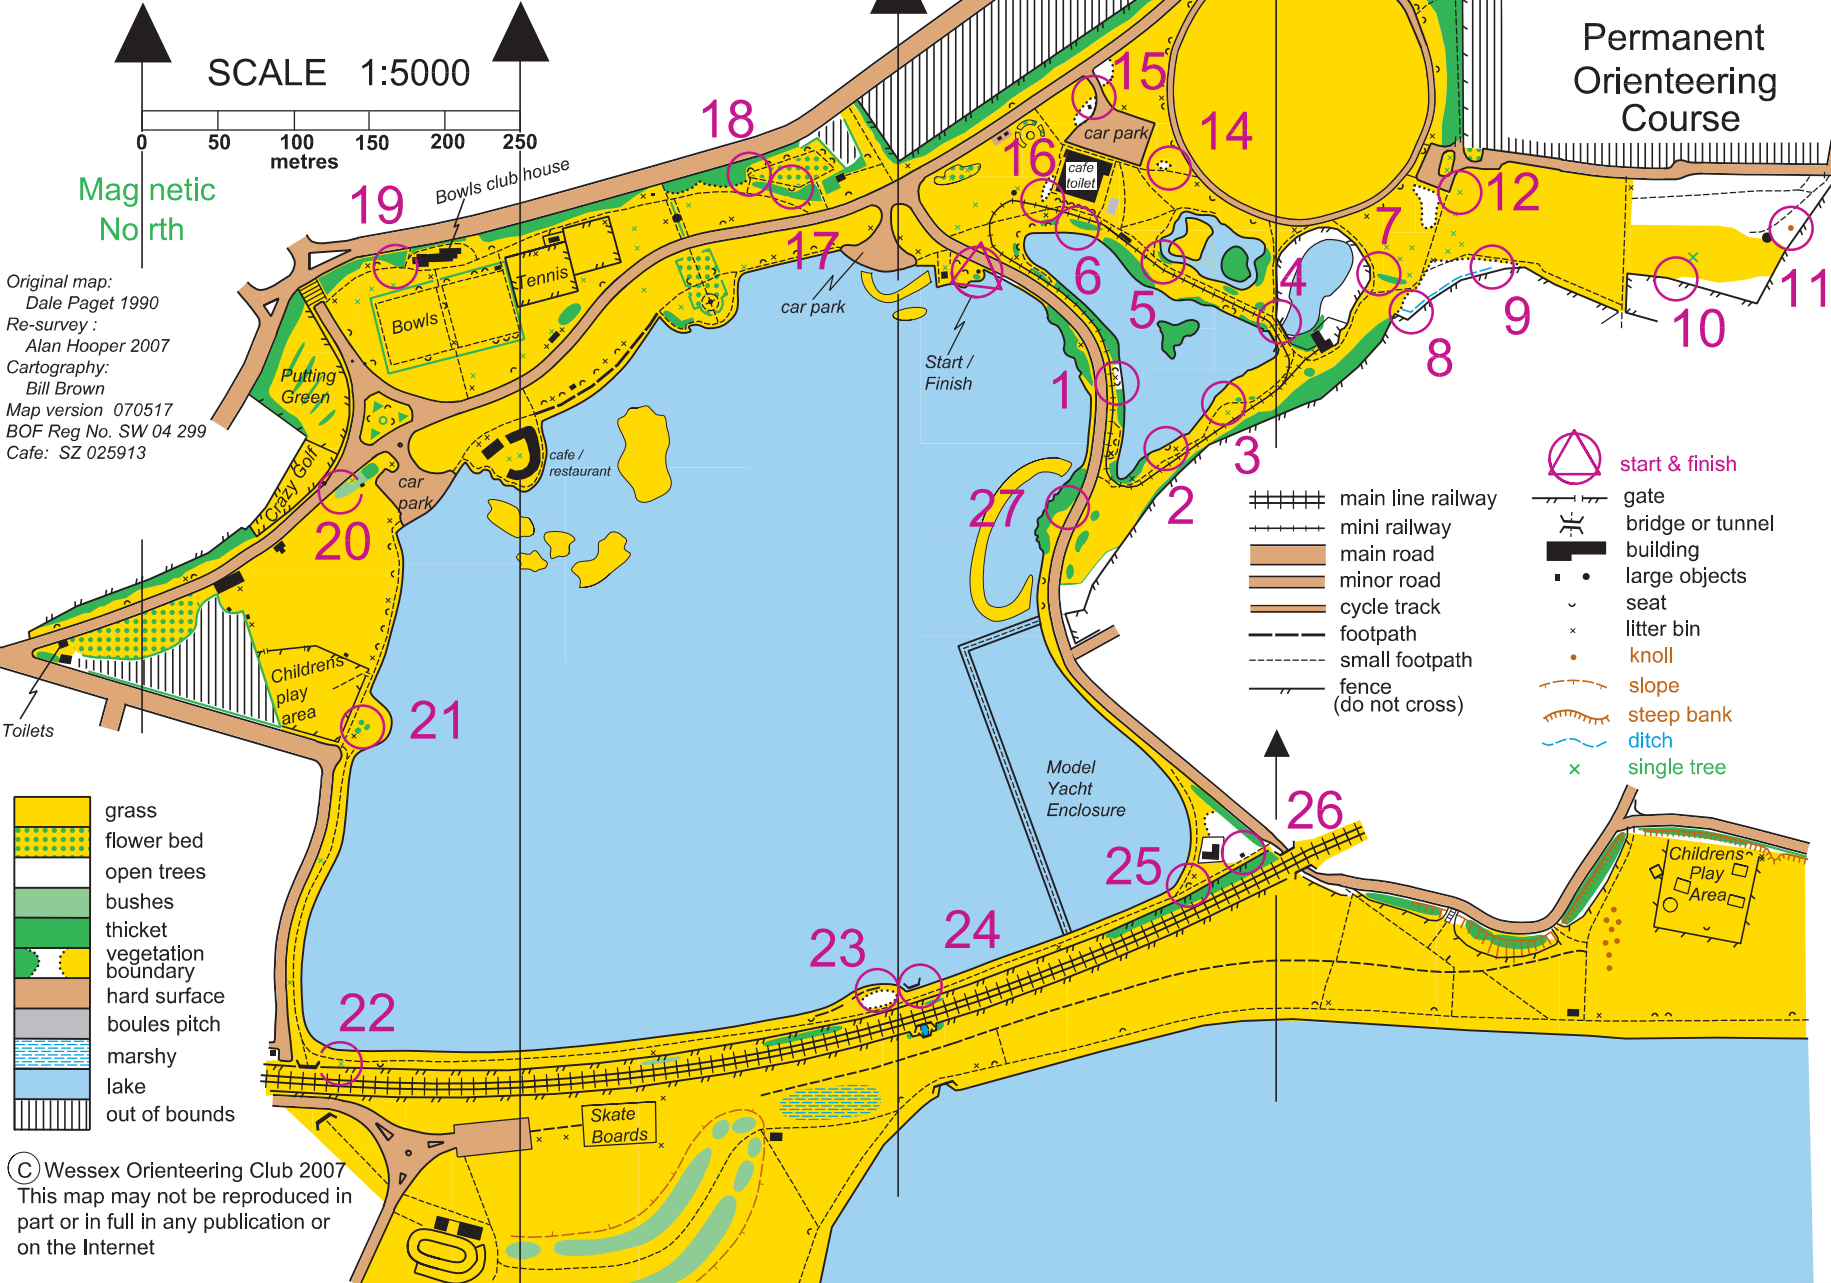 SCALE 1:5000
0 50 100 150 200 250
metres
Magnetic
North
Original map:
Dale Paget 1990
Re-survey :
Alan Hooper 2007
Cartography:
Bill Brown
Map version 070517
BOF Reg No. SW 04 299
Cafe: SZ 025913
Permanent
Orienteering
Course
15
car park
14
18
16
cafe
toilet
12
Bowls club house
19
7
17
11
6
4
Tennis
5
9
car park
10
Bowls
8
Start /
Finish
Putting
Green
1
3
cafe /
restaurant
Crazy Golf
car
park
2
27
20
start & finish
gate
bridge or tunnel
building
large objects
seat
litter bin
knoll
slope
steep bank
ditch
single tree
main line railway
mini railway
main road
minor road
cycle track
footpath
small footpath
fence
(do not cross)
Childrens
play
area
21
Toilets
Model
Yacht
Enclosure
26
25
Childrens
Play
Area
24
23
22
grass
flower bed
open trees
bushes
thicket
vegetation
boundary
hard surface
boules pitch
marshy
lake
out of bounds
Skate
Boards
C Wessex Orienteering Club 2007
This map may not be reproduced in
part or in full in any publication or
on the Internet